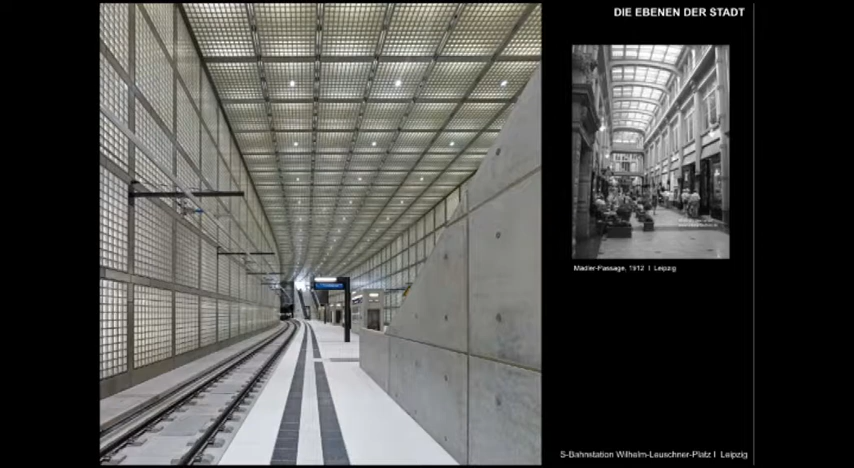 DIE EBENEN DER STADT
Mädler-Passage, 1912 I Leipzig
S-Bahnstation Wilhelm-Leuschner-Platz I Leipzig